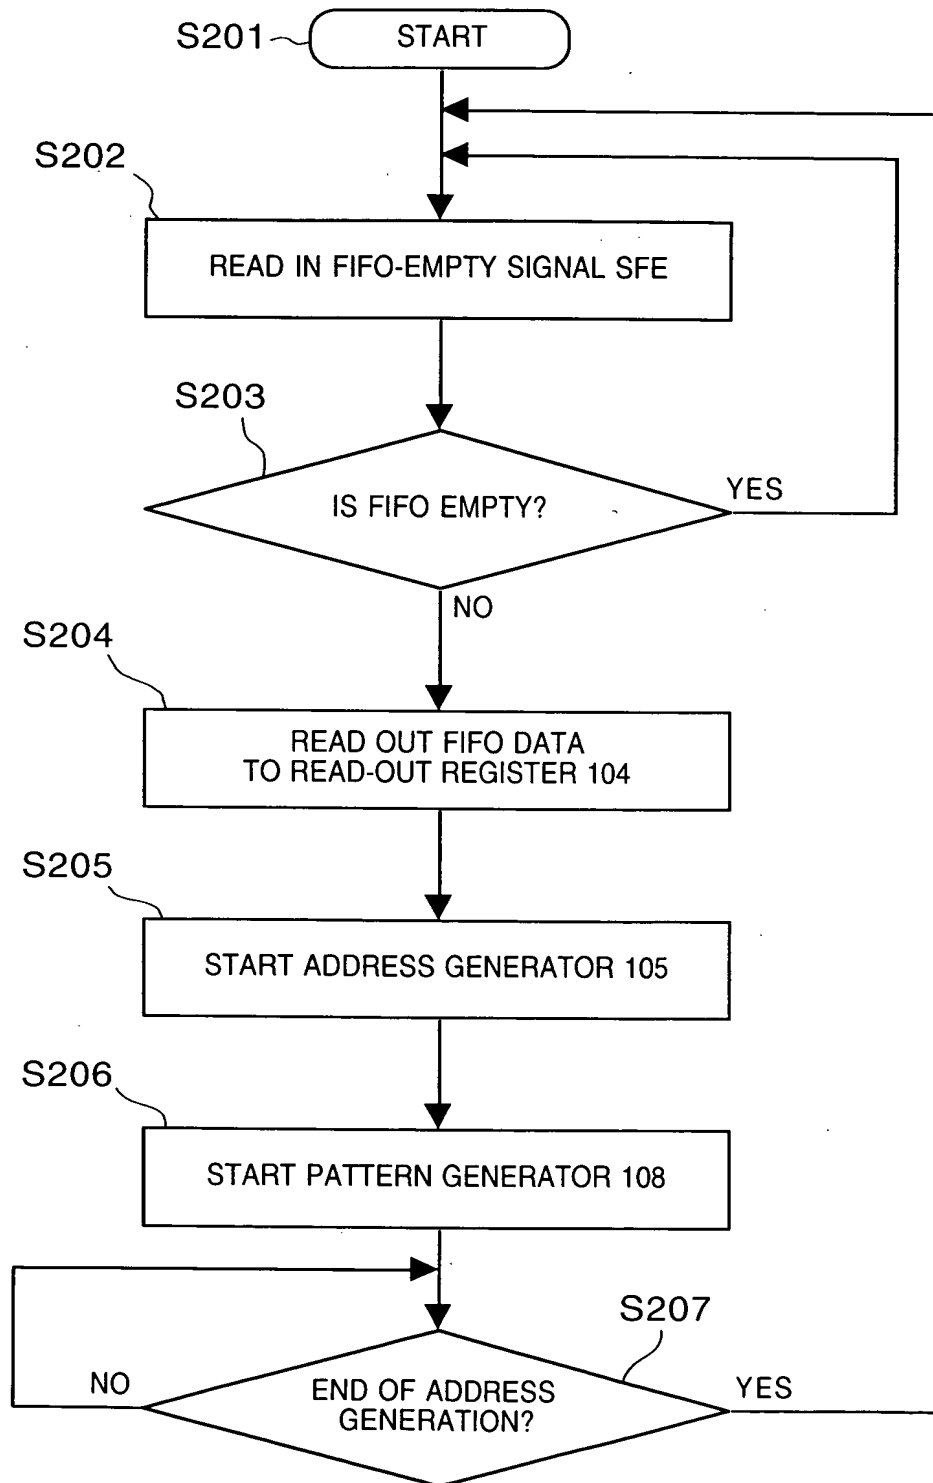 S201
START
S202
READ IN FIFO-EMPTY SIGNAL SFE
S203
IS FIFO EMPTY?
YES
NO
S204
READ OUT FIFO DATA
TO READ-OUT REGISTER 104
S205
START ADDRESS GENERATOR 105
S206
START PATTERN GENERATOR 108
S207
NO
END OF ADDRESS
GENERATION?
YES